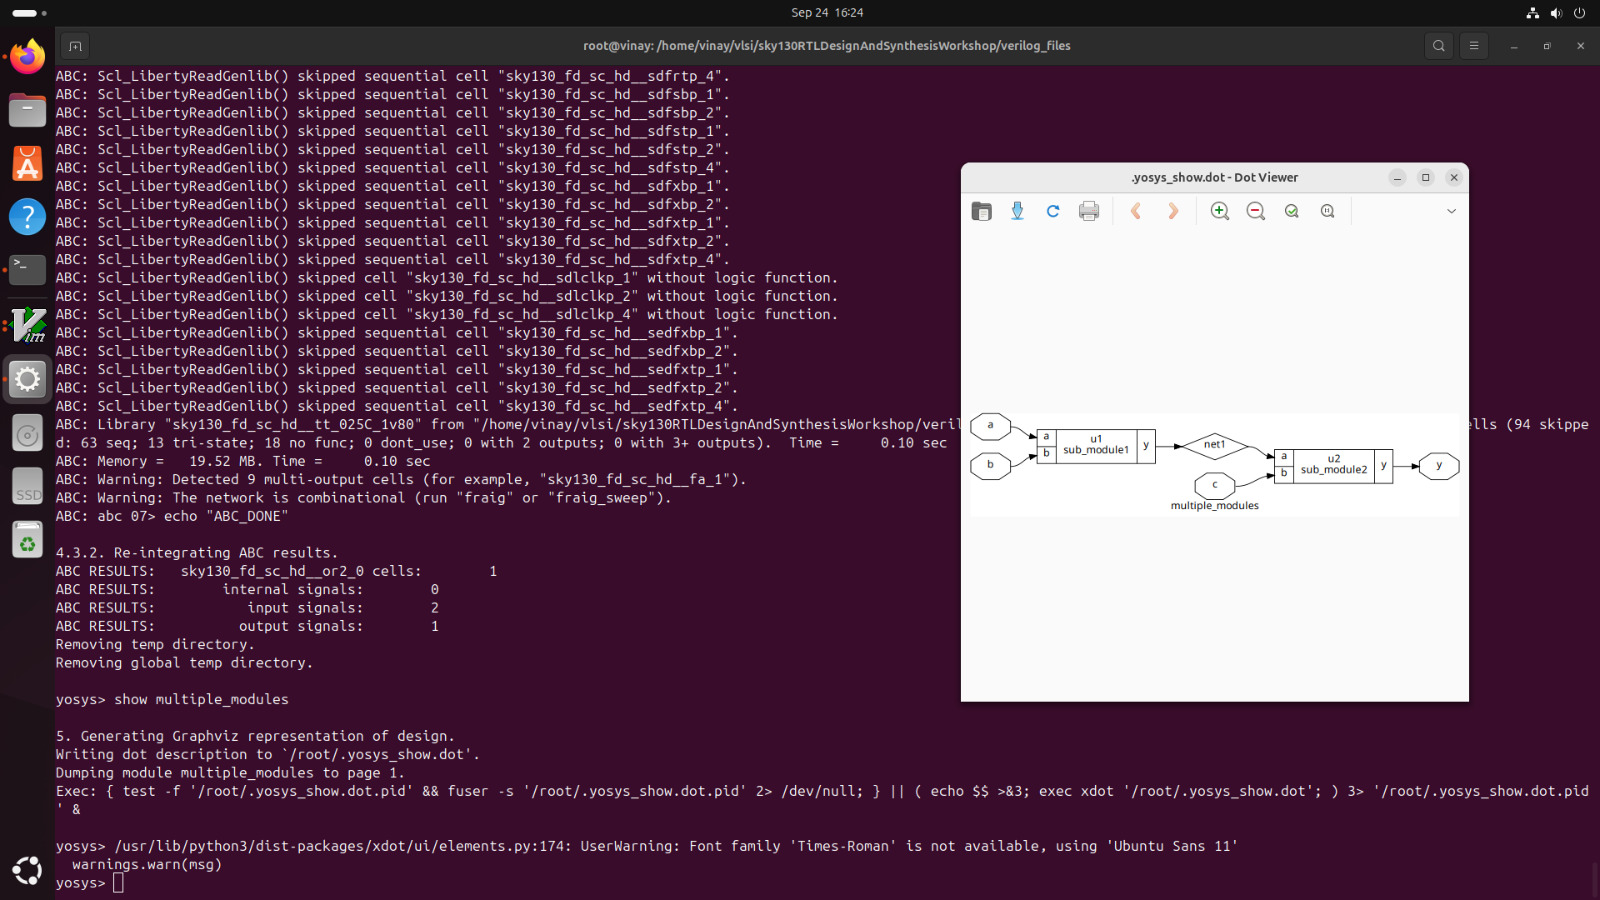 Sep 24 16:24
root@vinay: /home/vinay/vlsi/sky130RTLDesignAndSynthesisWorkshop/verilog_files
ABC: Scl_LibertyReadGenlib() skipped sequential cell "sky130_fd_sc_hd__sdfrtp_4".
ABC: Scl_LibertyReadGenlib() skipped sequential cell "sky130_fd_sc_hd__sdfsbp_1".
ABC: Scl_LibertyReadGenlib() skipped sequential cell "sky130_fd_sc_hd__sdfsbp_2".
ABC: Scl_LibertyReadGenlib() skipped sequential cell "sky130_fd_sc_hd__sdfstp_1".
ABC: Scl_LibertyReadGenlib() skipped sequential cell "sky130_fd_sc_hd__sdfstp_2".
ABC: Scl_LibertyReadGenlib() skipped sequential cell "sky130_fd_sc_hd__sdfstp_4".
ABC: Scl_LibertyReadGenlib() skipped sequential cell "sky130_fd_sc_hd__sdfxbp_1".
ABC: Scl_LibertyReadGenlib() skipped sequential cell "sky130_fd_sc_hd__sdfxbp_2".
ABC: Scl_LibertyReadGenlib() skipped sequential cell "sky130_fd_sc_hd__sdfxtp_1".
ABC: Scl_LibertyReadGenlib() skipped sequential cell "sky130_fd_sc_hd__sdfxtp_2".
ABC: Scl_LibertyReadGenlib() skipped sequential cell "sky130_fd_sc_hd__sdfxtp_4".
ABC: Scl_LibertyReadGenlib() skipped cell "sky130_fd_sc_hd__sdlclkp_1" without logic function.
ABC: Scl_LibertyReadGenlib() skipped cell "sky130_fd_sc_hd__sdlclkp_2" without logic function.
ABC: Scl_LibertyReadGenlib() skipped cell "sky130_fd_sc_hd__sdlclkp_4" without logic function.
ABC: Scl_LibertyReadGenlib() skipped sequential cell "sky130_fd_sc_hd__sedfxbp_1".
ABC: Scl_LibertyReadGenlib() skipped sequential cell "sky130_fd_sc_hd__sedfxbp_2".
ABC: Scl_LibertyReadGenlib() skipped sequential cell "sky130_fd_sc_hd__sedfxtp_1".
ABC: Scl_LibertyReadGenlib() skipped sequential cell "sky130_fd_sc_hd__sedfxtp_2".
ABC: Scl_LibertyReadGenlib() skipped sequential cell "sky130_fd_sc_hd__sedfxtp_4".
ABC: Library "sky130_fd_sc_hd__tt_025C_1v80" from "/home/vinay/vlsi/sky130RTLDesignAndSynthesisWorkshop/veril ells (94 skippe
d: 63 seq; 13 tri-state; 18 no func; 0 dont_use; 0 with 2 outputs; 0 with 3+ outputs).  Time =     0.10 sec
ABC: Memory =   19.52 MB. Time =     0.10 sec
ABC: Warning: Detected 9 multi-output cells (for example, "sky130_fd_sc_hd__fa_1").
ABC: Warning: The network is combinational (run "fraig" or "fraig_sweep").
ABC: abc 07> echo "ABC_DONE"
4.3.2. Re-integrating ABC results.
ABC RESULTS:   sky130_fd_sc_hd__or2_0 cells:         1
ABC RESULTS:        internal signals:        0
ABC RESULTS:           input signals:        2
ABC RESULTS:          output signals:        1
Removing temp directory.
Removing global temp directory.
yosys> show multiple_modules
5. Generating Graphviz representation of design.
Writing dot description to `/root/.yosys_show.dot'.
Dumping module multiple_modules to page 1.
Exec: { test -f '/root/.yosys_show.dot.pid' && fuser -s '/root/.yosys_show.dot.pid' 2> /dev/null; } || ( echo $$ >&3; exec xdot '/root/.yosys_show.dot'; ) 3> '/root/.yosys_show.dot.pid
' &
yosys> /usr/lib/python3/dist-packages/xdot/ui/elements.py:174: UserWarning: Font family 'Times-Roman' is not available, using 'Ubuntu Sans 11'
  warnings.warn(msg)
yosys>
.yosys_show.dot - Dot Viewer
a
b
a
b
u1
sub_module1
y
net1
c
a
b
u2
sub_module2
y
y
multiple_modules
SSD
Vim